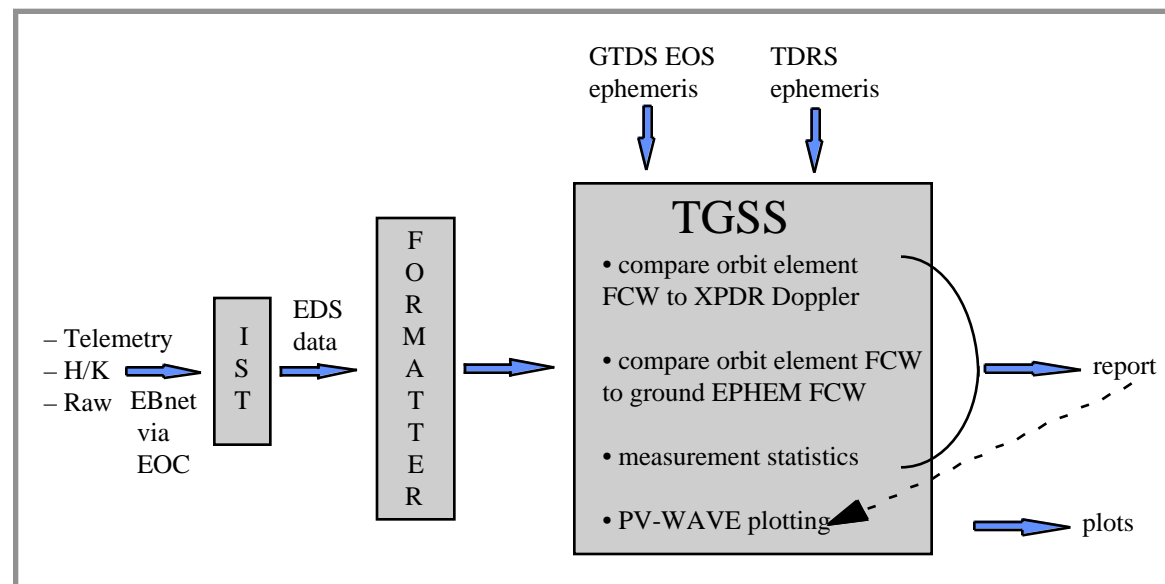 GTDS EOS
ephemeris
TDRS
ephemeris
– Telemetry
– H/K
– Raw
EBnet
via
EOC
I
S
T
EDS
data
F
O
R
M
A
T
T
E
R
TGSS
• compare orbit element
FCW to XPDR Doppler
• compare orbit element FCW
to ground EPHEM FCW
• measurement statistics
• PV-WAVE plotting
report
plots